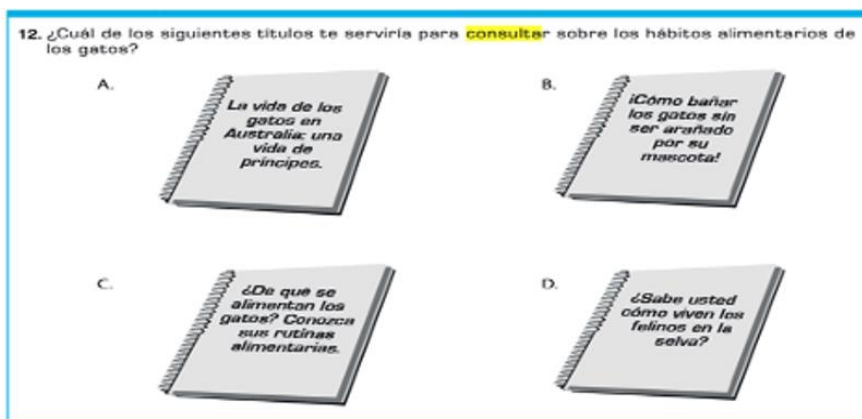 12. ¿Cuál de los siguientes títulos te serviría para consultar sobre los hábitos alimentarios de
los gatos?
A.
La vida de los
gatos en
Australia: una
vida de
príncipes.
B.
¡Cómo bañar
los gatos sin
ser arañado
por su
mascota!
C.
¿De qué se
alimentan los
gatos? Conozca
sus rutinas
alimentarias.
D.
¿Sabe usted
cómo viven los
felinos en la
selva?